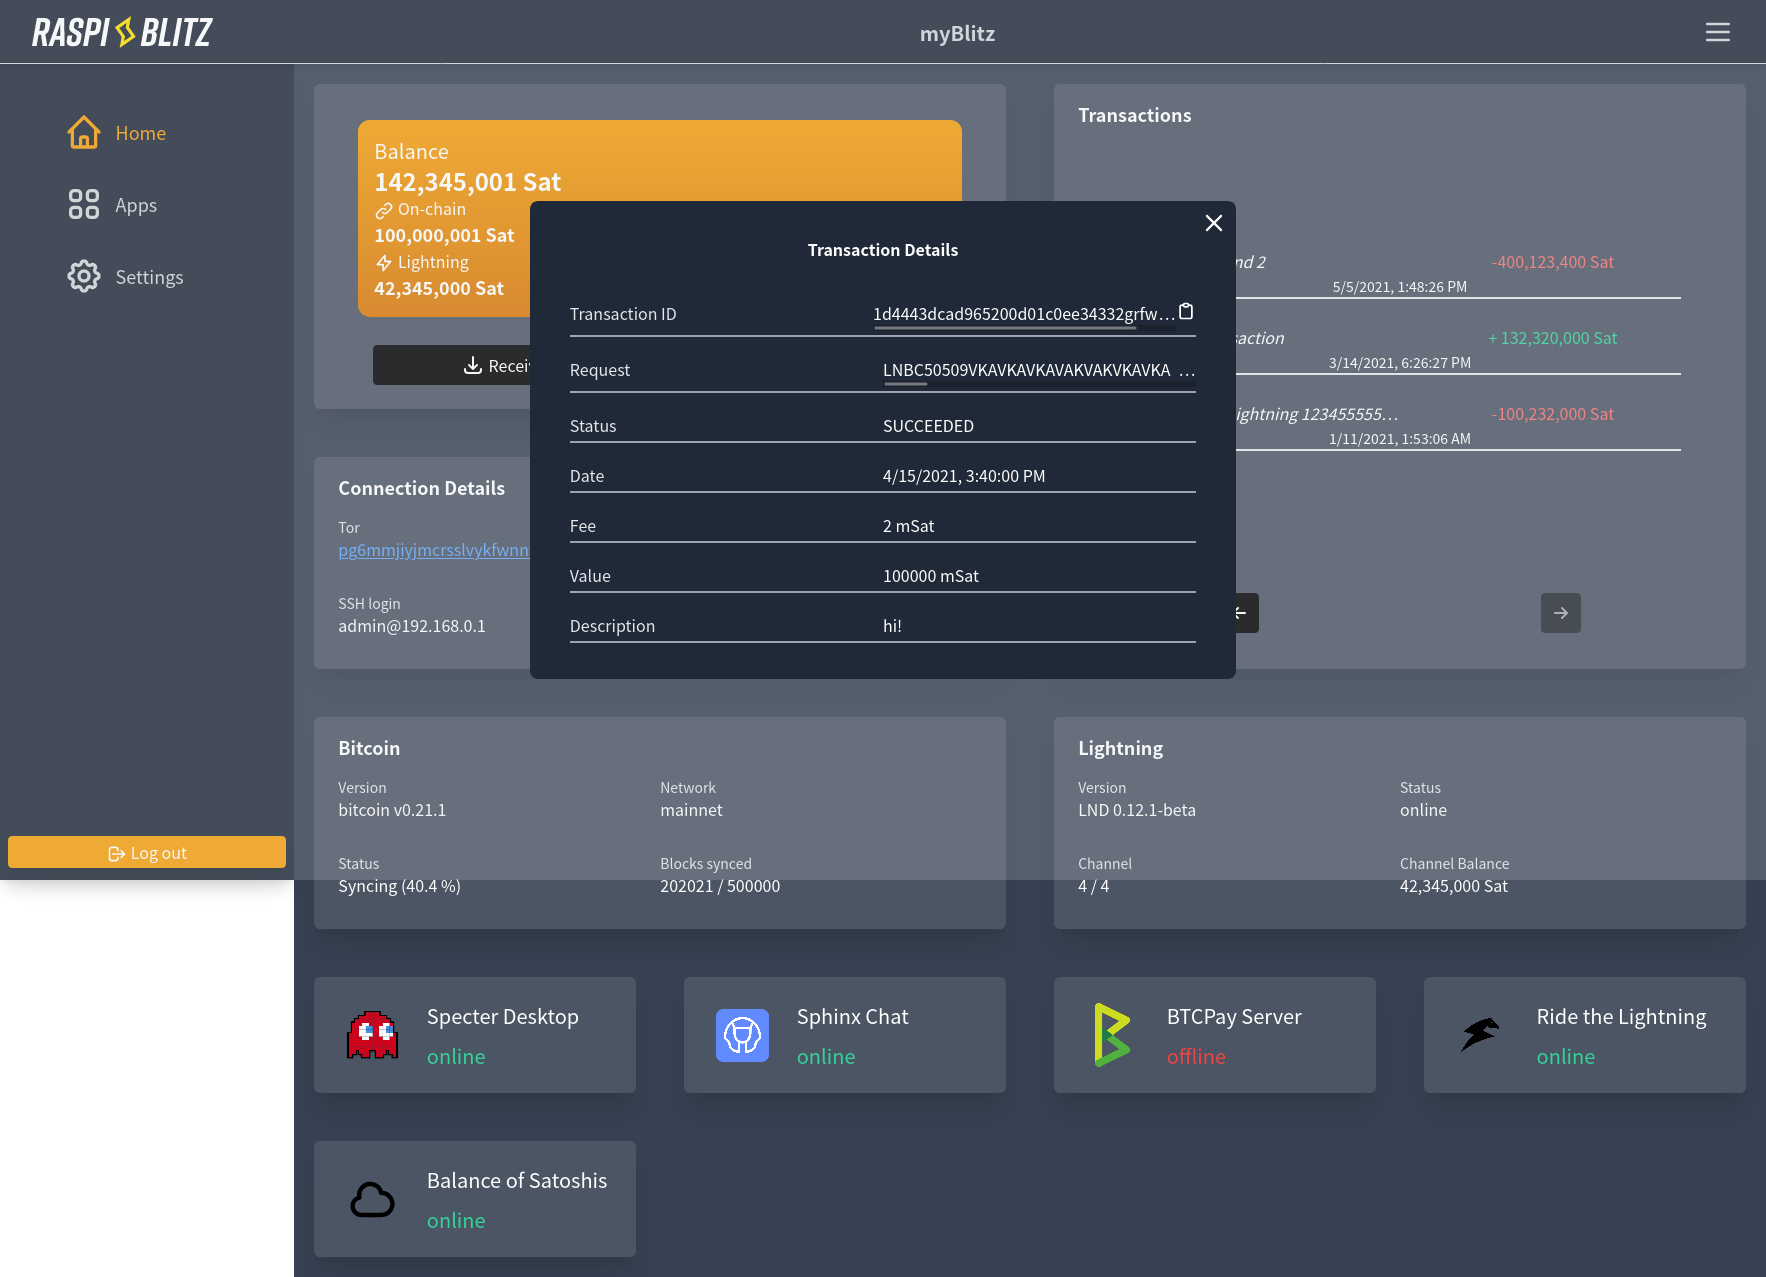 RASPI BLITZ
myBlitz
Home
Apps
Settings
Log out
Balance
142,345,001 Sat
On-chain
100,000,001 Sat
Lightning
42,345,000 Sat
Connection Details
Tor
pg6mmjiyjmcrsslvykfwnn
SSH login
admin@192.168.0.1
Transaction Details
Transaction ID 1d4443dcad965200d01c0ee34332grfw…
Request LNBC50509VKAVKAVKAVAKVAKVKAVKA …
Status SUCCEEDED
Date 4/15/2021, 3:40:00 PM
Fee 2 mSat
Value 100000 mSat
Description hi!
Transactions
2 -400,123,400 Sat
5/5/2021, 1:48:26 PM
+ 132,320,000 Sat
3/14/2021, 6:26:27 PM
123455555… -100,232,000 Sat
1/11/2021, 1:53:06 AM
Bitcoin
Version
bitcoin v0.21.1
Network
mainnet
Status
Syncing (40.4 %)
Blocks synced
202021 / 500000
Lightning
Version
LND 0.12.1-beta
Status
online
Channel
4 / 4
Channel Balance
42,345,000 Sat
Specter Desktop
online
Sphinx Chat
online
BTCPay Server
offline
Ride the Lightning
online
Balance of Satoshis
online